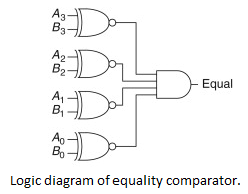 A3
B3
A2
B2
Equal
A1
B1
A0
B0
Logic diagram of equality comparator.